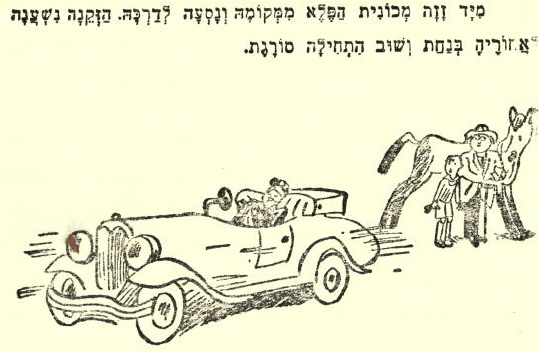 מִיָּד זָזָה מְכוֹנִית הַפֶּלֶא מִמְּקוֹמָהּ וְנָסְעָה לְדַרְכָּהּ. הַזְּקֵנָה נִשְׁעֲנָה
לַאֲחוֹרֶיהָ בְּנַחַת וְשׁוּב הִתְחִילָה סוֹרֶגֶת.